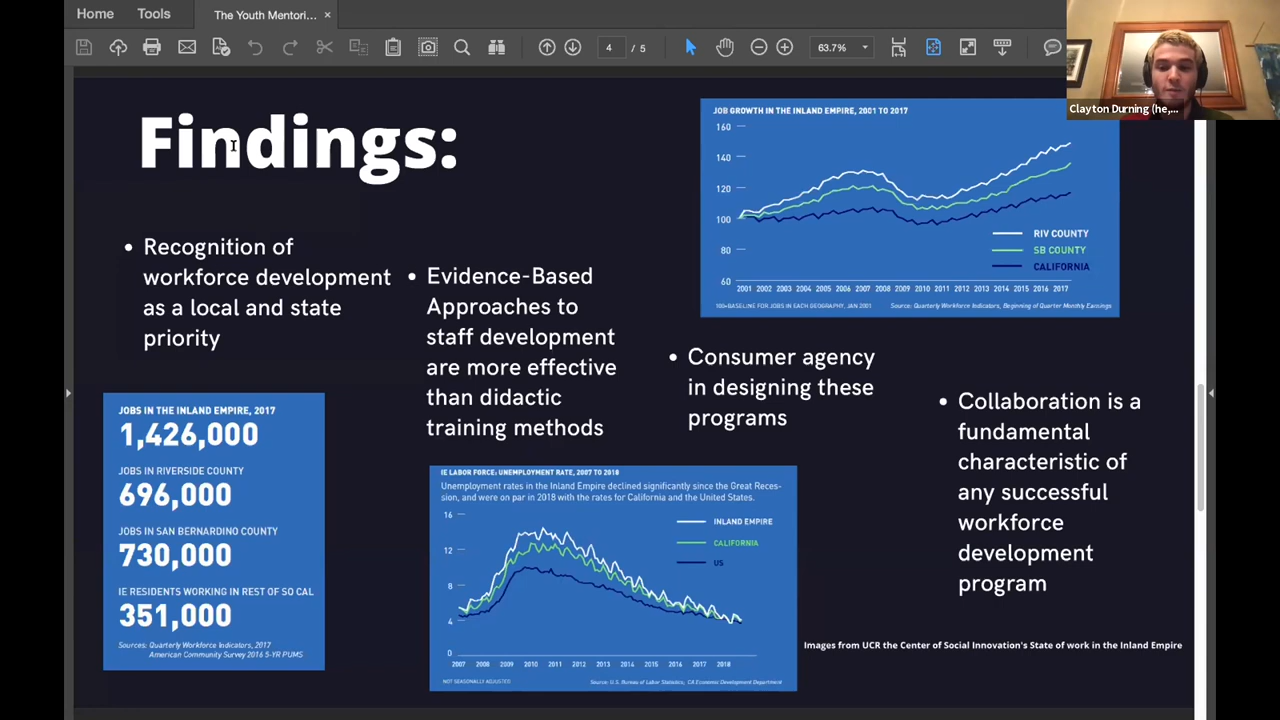 Home Tools The Youth Mentori... ×
4 / 5 63.7%
Clayton Durning (he,...
Findings:
• Recognition of
workforce development
as a local and state
priority
• Evidence-Based
Approaches to
staff development
are more effective
than didactic
training methods
• Consumer agency
in designing these
programs
• Collaboration is a
fundamental
characteristic of
any successful
workforce
development
program
JOB GROWTH IN THE INLAND EMPIRE, 2001 TO 2017
160
140
120
100
80
60
RIV COUNTY
SB COUNTY
CALIFORNIA
2001 2002 2003 2004 2005 2006 2007 2008 2009 2010 2011 2012 2013 2014 2015 2016 2017
100=BASELINE FOR JOBS IN EACH GEOGRAPHY, JAN 2001 Source: Quarterly Workforce Indicators, Beginning of Quarter Monthly Earnings
JOBS IN THE INLAND EMPIRE, 2017
1,426,000
JOBS IN RIVERSIDE COUNTY
696,000
JOBS IN SAN BERNARDINO COUNTY
730,000
IE RESIDENTS WORKING IN REST OF SO CAL
351,000
Sources: Quarterly Workforce Indicators, 2017
American Community Survey 2016 5-YR PUMS
IE LABOR FORCE: UNEMPLOYMENT RATE, 2007 TO 2018
Unemployment rates in the Inland Empire declined significantly since the Great Reces-
sion, and were on par in 2018 with the rates for California and the United States.
16
12
8
4
0
INLAND EMPIRE
CALIFORNIA
US
2007 2008 2009 2010 2011 2012 2013 2014 2015 2016 2017 2018
NOT SEASONALLY ADJUSTED Source: U.S. Bureau of Labor Statistics, CA Economic Development Department
Images from UCR the Center of Social Innovation's State of work in the Inland Empire